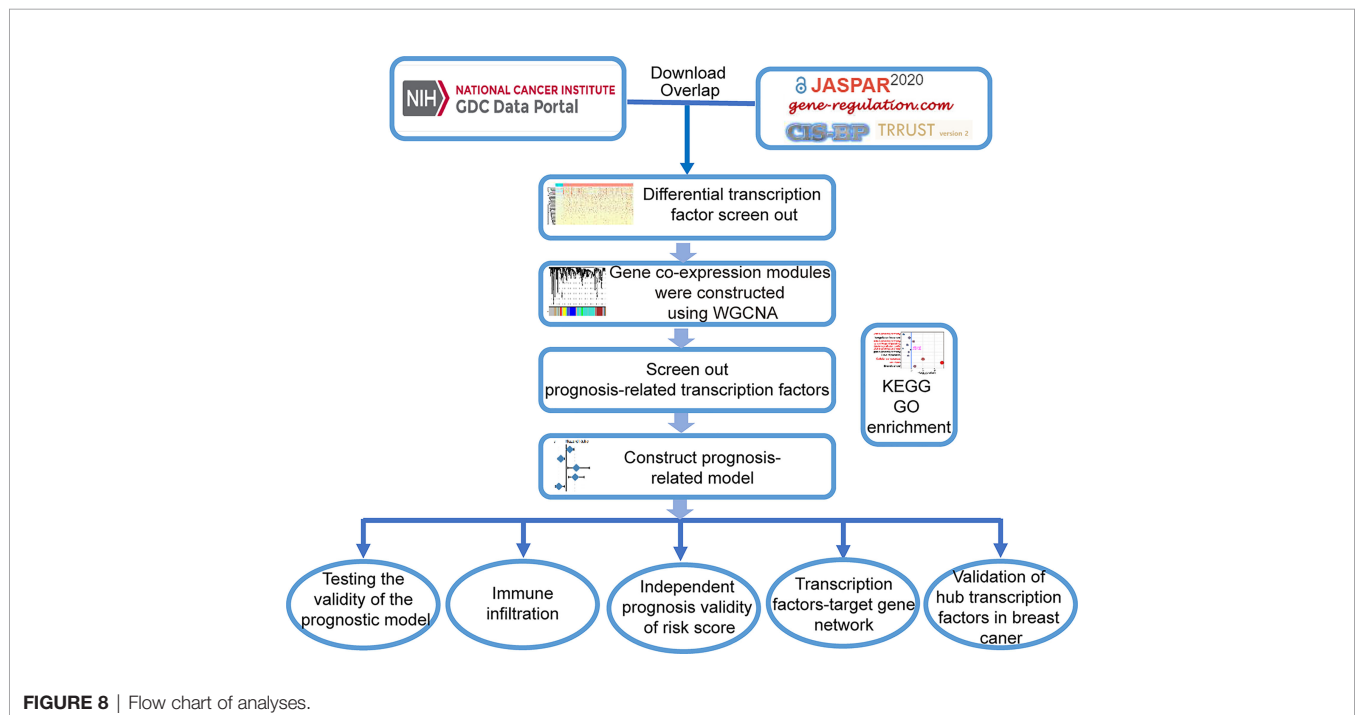 NIH NATIONAL CANCER INSTITUTE
GDC Data Portal
Download
Overlap
JASPAR2020
gene-regulation.com
CIS-BP TRRUST version 2
Differential transcription
factor screen out
Gene co-expression modules
were constructed
using WGCNA
Screen out
prognosis-related transcription factors
KEGG
GO
enrichment
Construct prognosis-
related model
Testing the
validity of the
prognostic model
Immune
infiltration
Independent
prognosis validity
of risk score
Transcription
factors-target gene
network
Validation of
hub transcription
factors in breast
caner
FIGURE 8 | Flow chart of analyses.